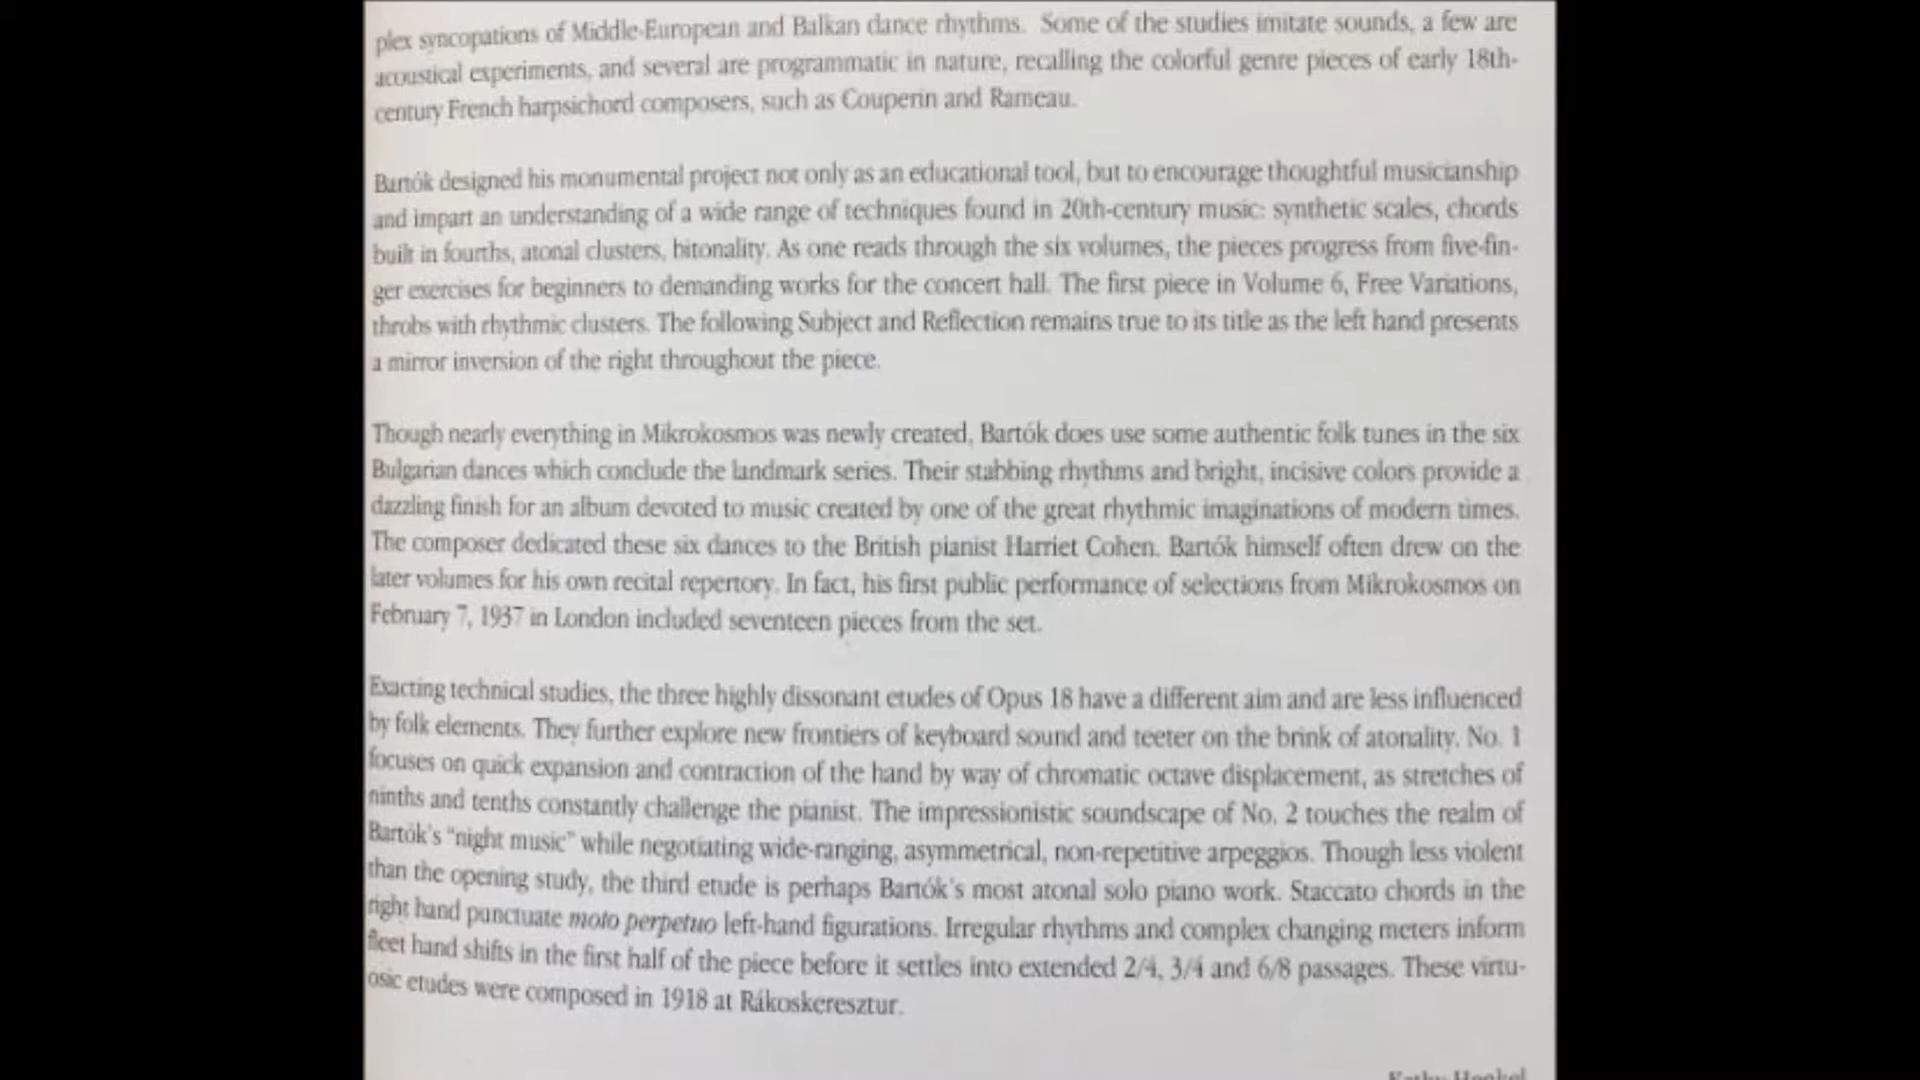 plex syncopations of Middle-European and Balkan dance rhythms. Some of the studies imitate sounds, a few are
acoustical experiments, and several are programmatic in nature, recalling the colorful genre pieces of early 18th-
century French harpsichord composers, such as Couperin and Rameau.
Bartók designed his monumental project not only as an educational tool, but to encourage thoughtful musicianship
and impart an understanding of a wide range of techniques found in 20th-century music: synthetic scales, chords
built in fourths, atonal clusters, bitonality. As one reads through the six volumes, the pieces progress from five-fin-
ger exercises for beginners to demanding works for the concert hall. The first piece in Volume 6, Free Variations,
throbs with rhythmic clusters. The following Subject and Reflection remains true to its title as the left hand presents
a mirror inversion of the right throughout the piece.
Though nearly everything in Mikrokosmos was newly created, Bartók does use some authentic folk tunes in the six
Bulgarian dances which conclude the landmark series. Their stabbing rhythms and bright, incisive colors provide a
dazzling finish for an album devoted to music created by one of the great rhythmic imaginations of modern times.
The composer dedicated these six dances to the British pianist Harriet Cohen. Bartók himself often drew on the
later volumes for his own recital repertory. In fact, his first public performance of selections from Mikrokosmos on
February 7, 1937 in London included seventeen pieces from the set.
Exacting technical studies, the three highly dissonant etudes of Opus 18 have a different aim and are less influenced
by folk elements. They further explore new frontiers of keyboard sound and teeter on the brink of atonality. No. 1
focuses on quick expansion and contraction of the hand by way of chromatic octave displacement, as stretches of
ninths and tenths constantly challenge the pianist. The impressionistic soundscape of No. 2 touches the realm of
Bartók's "night music" while negotiating wide-ranging, asymmetrical, non-repetitive arpeggios. Though less violent
than the opening study, the third etude is perhaps Bartók's most atonal solo piano work. Staccato chords in the
right hand punctuate moto perpetuo left-hand figurations. Irregular rhythms and complex changing meters inform
fleet hand shifts in the first half of the piece before it settles into extended 2/4, 3/4 and 6/8 passages. These virtu-
osic etudes were composed in 1918 at Rákoskeresztur.
Kathy Henkel